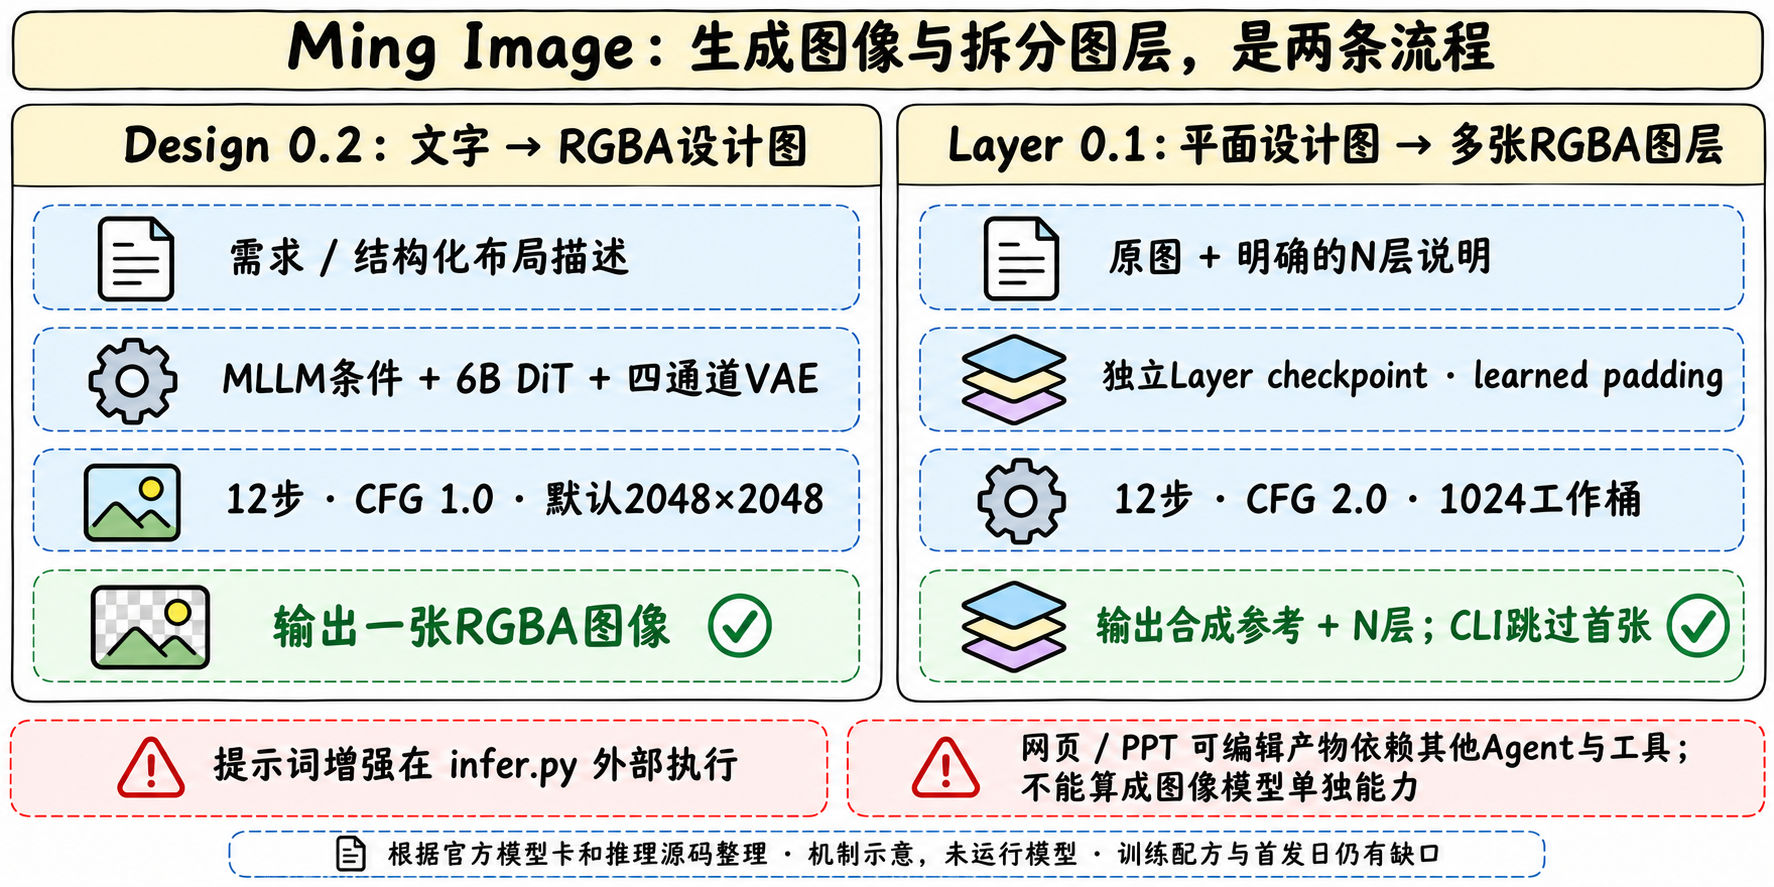 Ming Image：生成图像与拆分图层，是两条流程
Design 0.2：文字 → RGBA设计图
需求 / 结构化布局描述
MLLM条件 + 6B DiT + 四通道VAE
12步 · CFG 1.0 · 默认2048×2048
输出一张RGBA图像
Layer 0.1：平面设计图 → 多张RGBA图层
原图 + 明确的N层说明
独立Layer checkpoint · learned padding
12步 · CFG 2.0 · 1024工作桶
输出合成参考 + N层；CLI跳过首张
提示词增强在 infer.py 外部执行
网页 / PPT 可编辑产物依赖其他Agent与工具；
不能算成图像模型单独能力
根据官方模型卡和推理源码整理 · 机制示意，未运行模型 · 训练配方与首发日仍有缺口